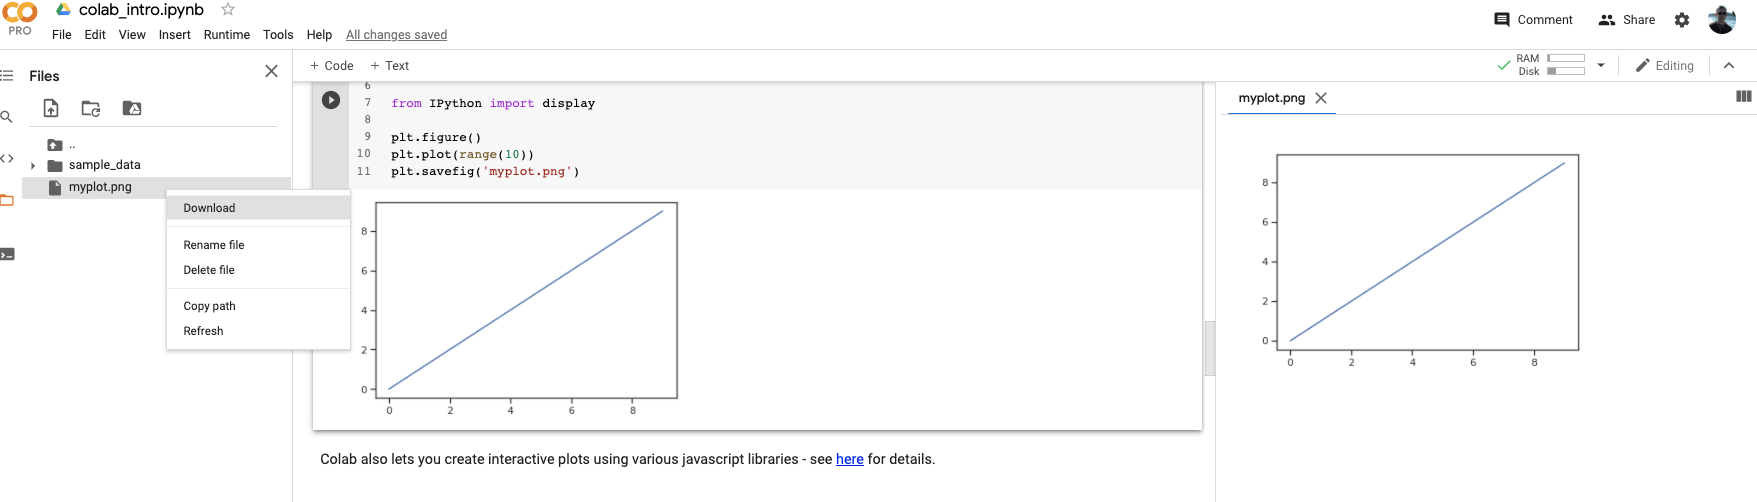 colab_intro.ipynb
PRO
File Edit View Insert Runtime Tools Help All changes saved
Comment Share
Files
+ Code + Text
RAM
Disk
Editing
..
sample_data
myplot.png
Download
Rename file
Delete file
Copy path
Refresh
6
7 from IPython import display
8
9 plt.figure()
10 plt.plot(range(10))
11 plt.savefig('myplot.png')
8
6
4
2
0
0 2 4 6 8
Colab also lets you create interactive plots using various javascript libraries - see here for details.
myplot.png
8
6
4
2
0
0 2 4 6 8